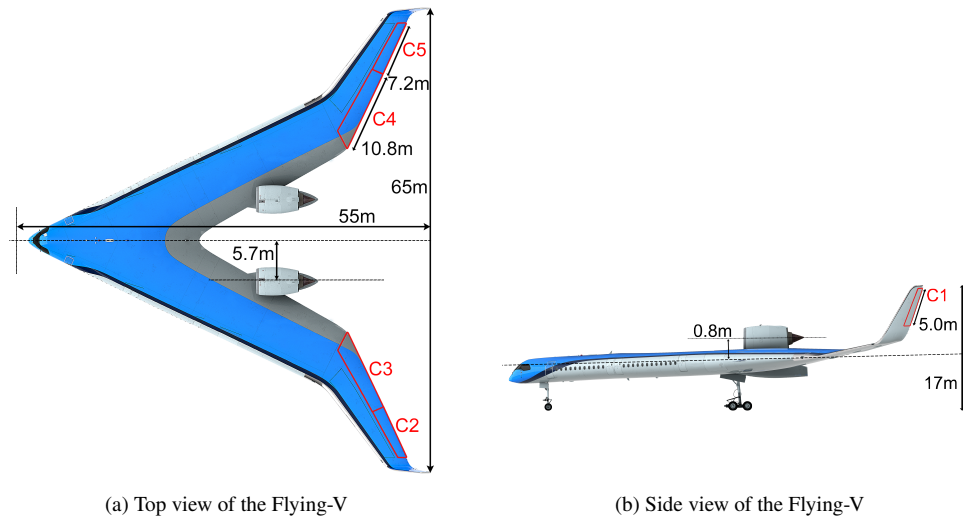 C5
7.2m
C4
10.8m
65m
55m
5.7m
C3
C2
(a) Top view of the Flying-V
C1
5.0m
0.8m
17m
(b) Side view of the Flying-V